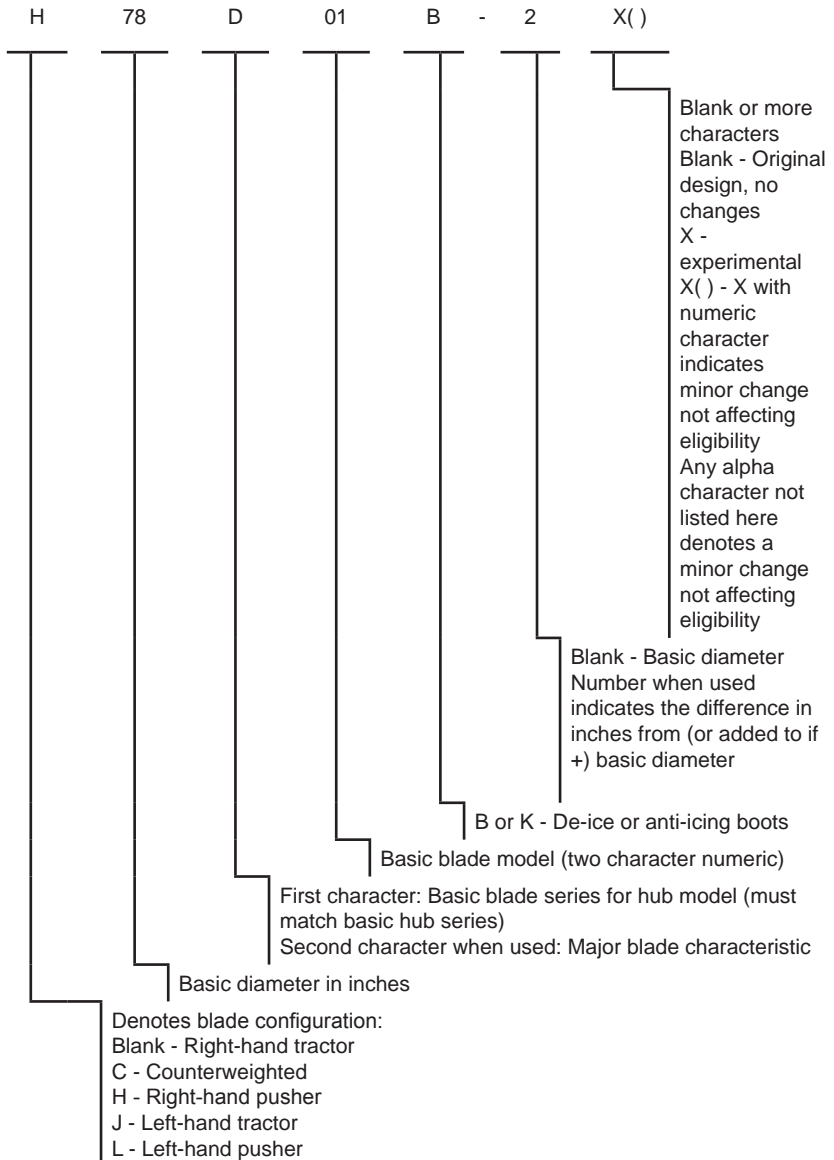 H 78 D 01 B - 2 X( )
Blank or more
characters
Blank - Original
design, no
changes
X -
experimental
X( ) - X with
numeric
character
indicates
minor change
not affecting
eligibility
Any alpha
character not
listed here
denotes a
minor change
not affecting
eligibility
Blank - Basic diameter
Number when used
indicates the difference in
inches from (or added to if
+) basic diameter
B or K - De-ice or anti-icing boots
Basic blade model (two character numeric)
First character: Basic blade series for hub model (must
match basic hub series)
Second character when used: Major blade characteristic
Basic diameter in inches
Denotes blade configuration:
Blank - Right-hand tractor
C - Counterweighted
H - Right-hand pusher
J - Left-hand tractor
L - Left-hand pusher